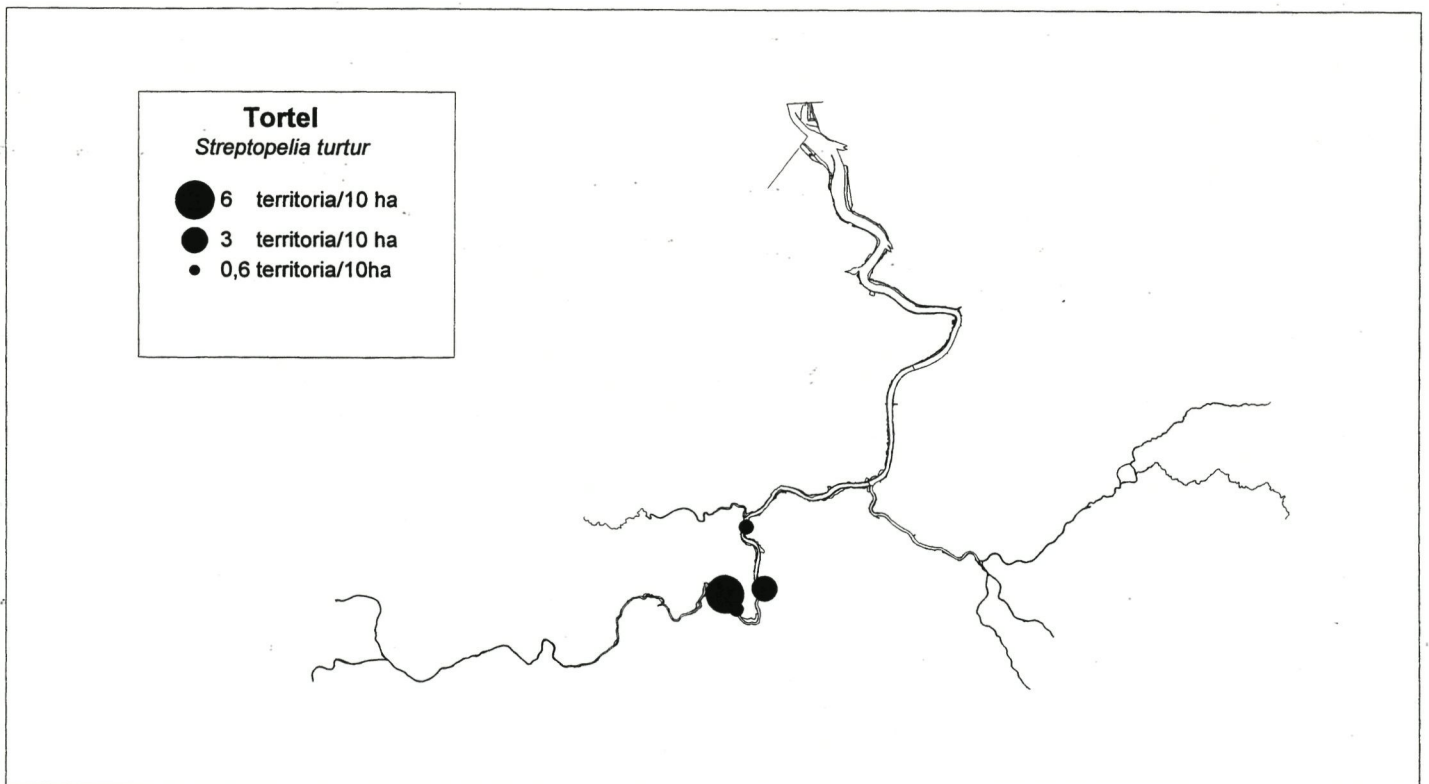 Tortel
Streptopelia turtur
6 territoria/10 ha
3 territoria/10 ha
0,6 territoria/10ha